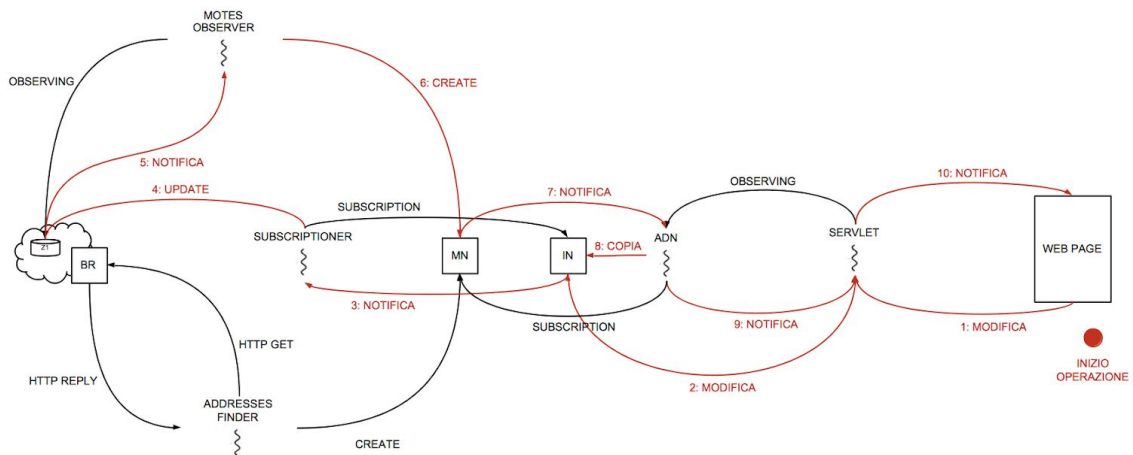 MOTES
OBSERVER
OBSERVING
6: CREATE
5: NOTIFICA
4: UPDATE
SUBSCRIPTION
7: NOTIFICA
OBSERVING
10: NOTIFICA
SUBSCRIPTIONER
ADN
SERVLET
Z1
BR
MN
IN
8: COPIA
WEB PAGE
3: NOTIFICA
SUBSCRIPTION
9: NOTIFICA
1: MODIFICA
HTTP GET
INIZIO
OPERAZIONE
HTTP REPLY
2: MODIFICA
ADDRESSES
FINDER
CREATE